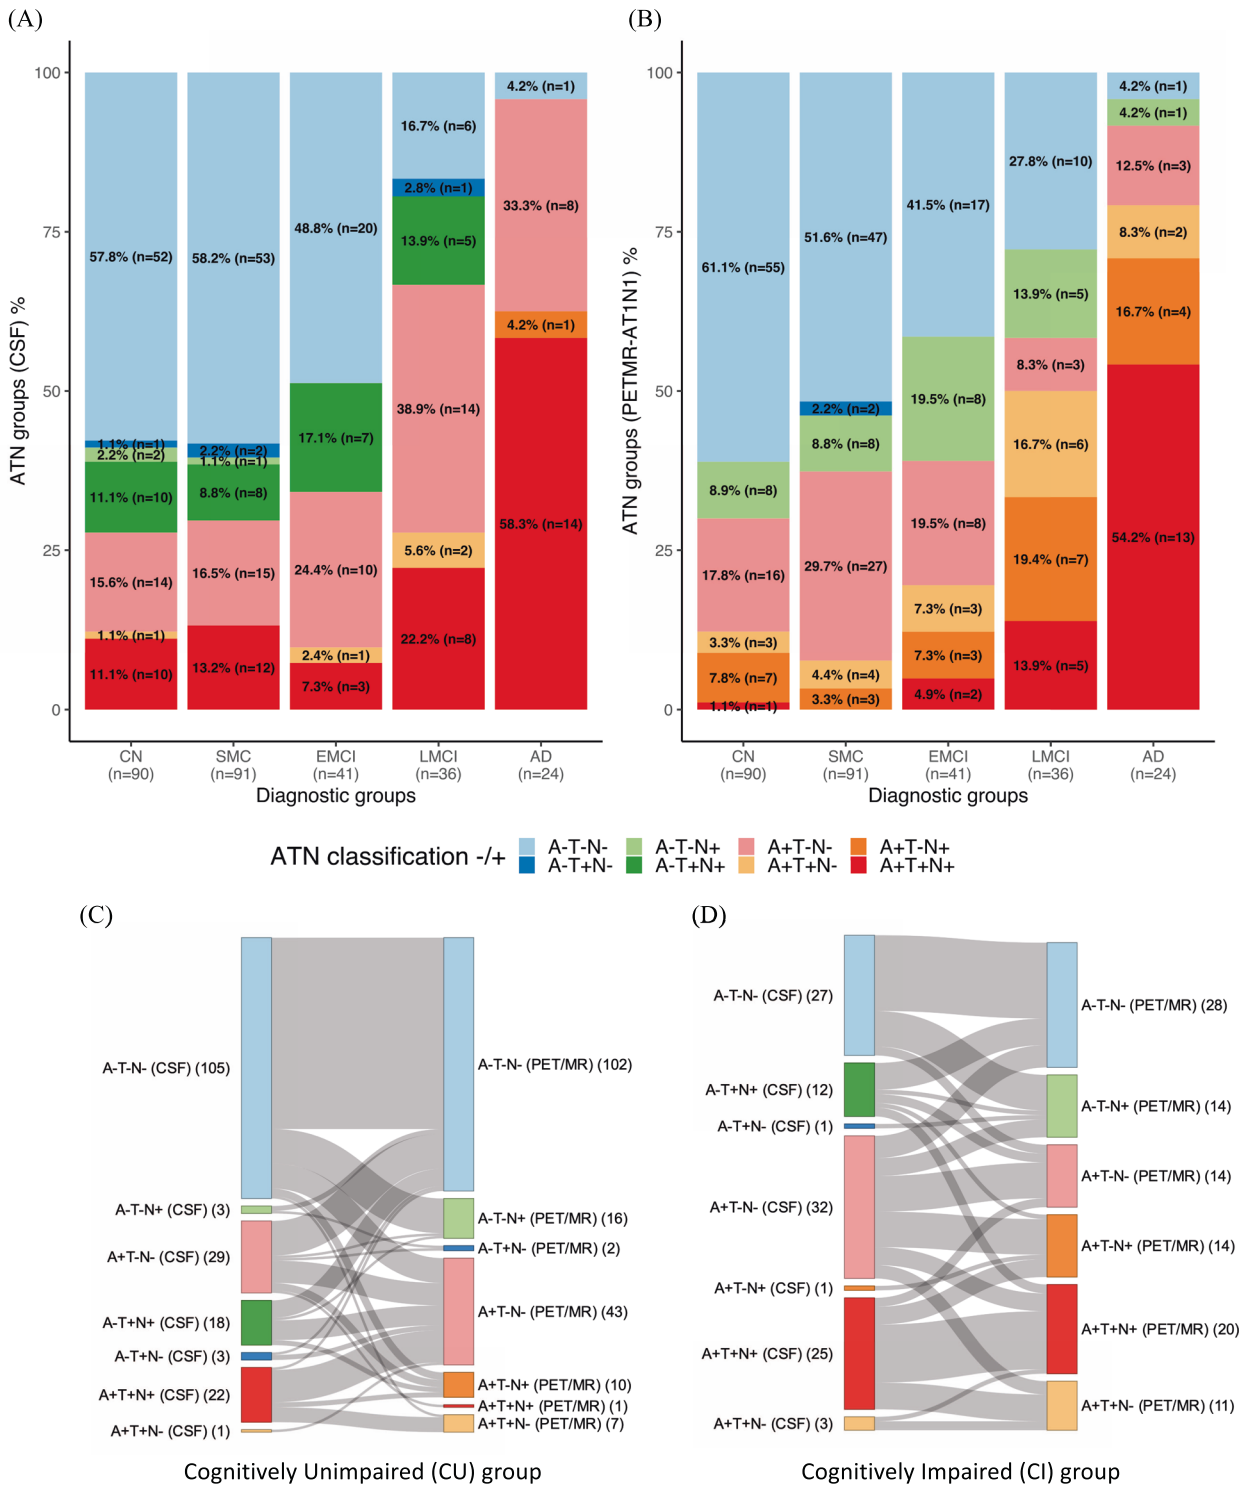 (A)
ATN groups (CSF) %
100
75
50
25
0
57.8% (n=52)
1.1% (n=1)
2.2% (n=2)
11.1% (n=10)
15.6% (n=14)
1.1% (n=1)
11.1% (n=10)
58.2% (n=53)
2.2% (n=2)
1.1% (n=1)
8.8% (n=8)
16.5% (n=15)
13.2% (n=12)
48.8% (n=20)
17.1% (n=7)
24.4% (n=10)
2.4% (n=1)
7.3% (n=3)
16.7% (n=6)
2.8% (n=1)
13.9% (n=5)
38.9% (n=14)
5.6% (n=2)
22.2% (n=8)
4.2% (n=1)
33.3% (n=8)
4.2% (n=1)
58.3% (n=14)
CN
(n=90)
SMC
(n=91)
EMCI
(n=41)
LMCI
(n=36)
AD
(n=24)
Diagnostic groups
(B)
ATN groups (PETMR-AT1N1) %
100
75
50
25
0
61.1% (n=55)
8.9% (n=8)
17.8% (n=16)
3.3% (n=3)
7.8% (n=7)
1.1% (n=1)
51.6% (n=47)
2.2% (n=2)
8.8% (n=8)
29.7% (n=27)
4.4% (n=4)
3.3% (n=3)
41.5% (n=17)
19.5% (n=8)
19.5% (n=8)
7.3% (n=3)
7.3% (n=3)
4.9% (n=2)
27.8% (n=10)
13.9% (n=5)
8.3% (n=3)
16.7% (n=6)
19.4% (n=7)
13.9% (n=5)
4.2% (n=1)
4.2% (n=1)
12.5% (n=3)
8.3% (n=2)
16.7% (n=4)
54.2% (n=13)
CN
(n=90)
SMC
(n=91)
EMCI
(n=41)
LMCI
(n=36)
AD
(n=24)
Diagnostic groups
ATN classification -/+
A-T-N-
A-T-N+
A+T-N-
A+T-N+
A-T+N-
A-T+N+
A+T+N-
A+T+N+
(C)
A-T-N- (CSF) (105)
A-T-N+ (CSF) (3)
A+T-N- (CSF) (29)
A-T+N+ (CSF) (18)
A-T+N- (CSF) (3)
A+T+N+ (CSF) (22)
A+T+N- (CSF) (1)
A-T-N- (PET/MR) (102)
A-T-N+ (PET/MR) (16)
A-T+N- (PET/MR) (2)
A+T-N- (PET/MR) (43)
A+T-N+ (PET/MR) (10)
A+T+N+ (PET/MR) (1)
A+T+N- (PET/MR) (7)
Cognitively Unimpaired (CU) group
(D)
A-T-N- (CSF) (27)
A-T+N+ (CSF) (12)
A-T+N- (CSF) (1)
A+T-N- (CSF) (32)
A+T-N+ (CSF) (1)
A+T+N+ (CSF) (25)
A+T+N- (CSF) (3)
A-T-N- (PET/MR) (28)
A-T-N+ (PET/MR) (14)
A+T-N- (PET/MR) (14)
A+T-N+ (PET/MR) (14)
A+T+N+ (PET/MR) (20)
A+T+N- (PET/MR) (11)
Cognitively Impaired (CI) group